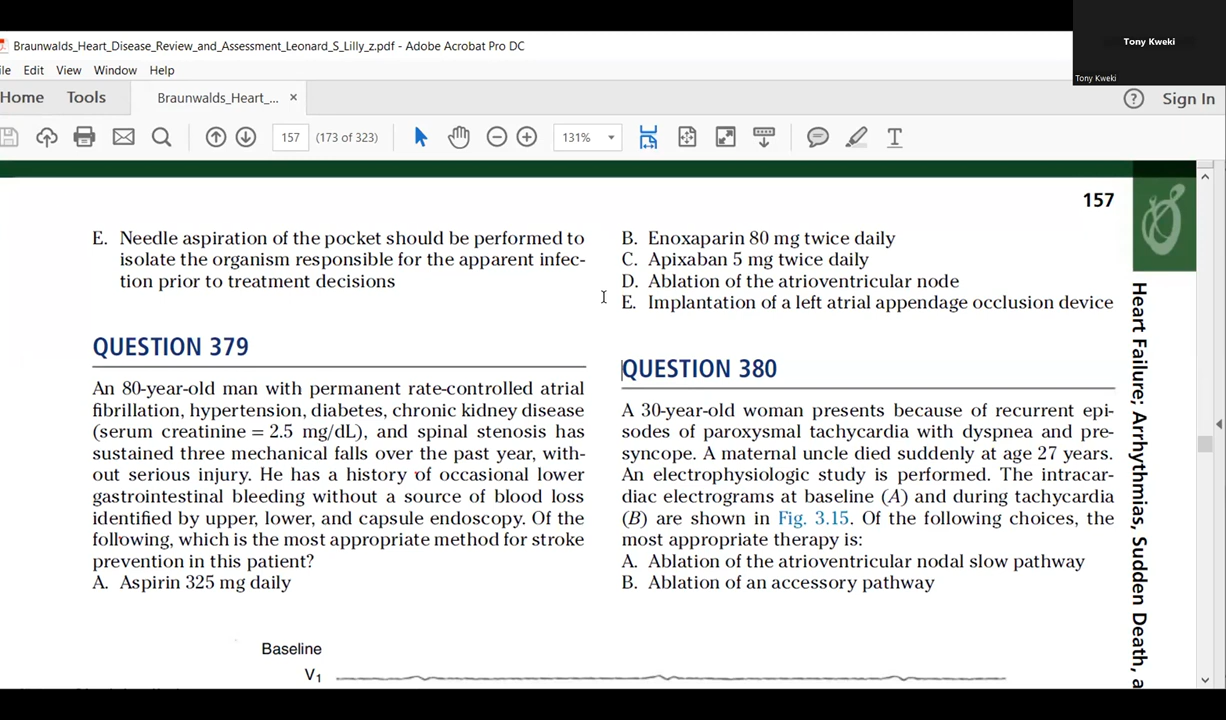 Tony Kweki
Tony Kweki
Braunwalds_Heart_Disease_Review_and_Assessment_Leonard_S_Lilly_z.pdf - Adobe Acrobat Pro DC
ile Edit View Window Help
Home Tools Braunwalds_Heart_... × ? Sign In
157 (173 of 323) 131% T
157
E. Needle aspiration of the pocket should be performed to
isolate the organism responsible for the apparent infec-
tion prior to treatment decisions
QUESTION 379
An 80-year-old man with permanent rate-controlled atrial
fibrillation, hypertension, diabetes, chronic kidney disease
(serum creatinine = 2.5 mg/dL), and spinal stenosis has
sustained three mechanical falls over the past year, with-
out serious injury. He has a history of occasional lower
gastrointestinal bleeding without a source of blood loss
identified by upper, lower, and capsule endoscopy. Of the
following, which is the most appropriate method for stroke
prevention in this patient?
A. Aspirin 325 mg daily
B. Enoxaparin 80 mg twice daily
C. Apixaban 5 mg twice daily
D. Ablation of the atrioventricular node
E. Implantation of a left atrial appendage occlusion device
QUESTION 380
A 30-year-old woman presents because of recurrent epi-
sodes of paroxysmal tachycardia with dyspnea and pre-
syncope. A maternal uncle died suddenly at age 27 years.
An electrophysiologic study is performed. The intracar-
diac electrograms at baseline (A) and during tachycardia
(B) are shown in Fig. 3.15. Of the following choices, the
most appropriate therapy is:
A. Ablation of the atrioventricular nodal slow pathway
B. Ablation of an accessory pathway
Heart Failure; Arrhythmias, Sudden Death, a
Baseline
V1